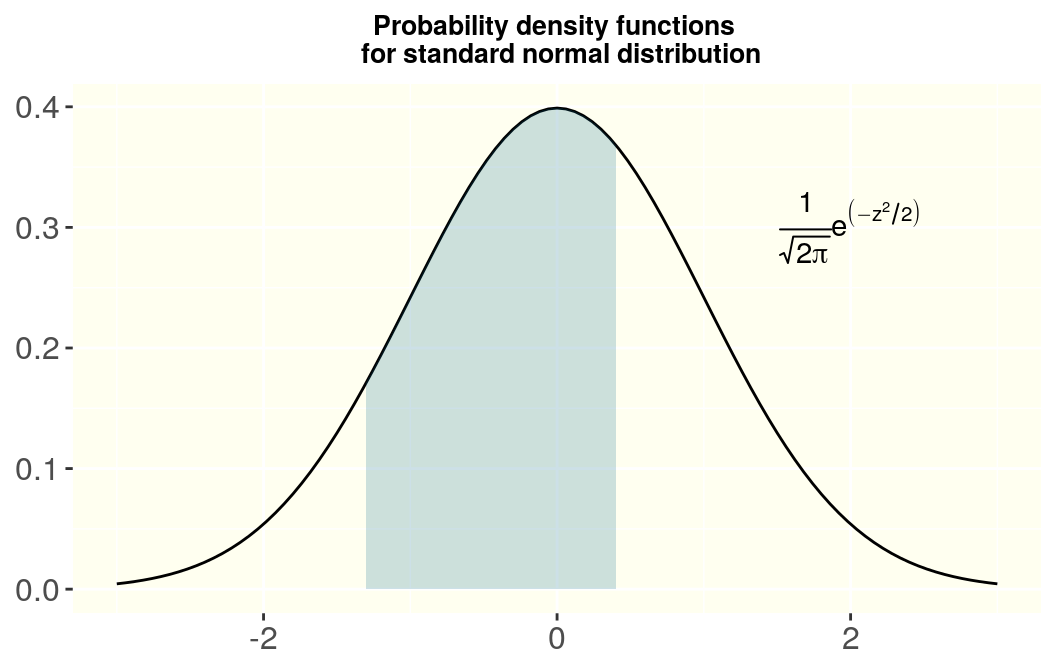 Probability density functions
for standard normal distribution
0.4
0.3
0.2
0.1
0.0
1
√2π
e(−z²/2)
-2 0 2